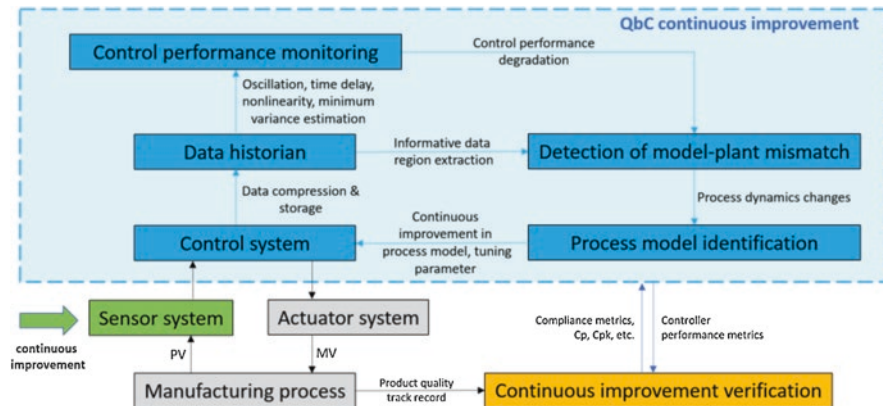 QbC continuous improvement
Control performance monitoring
Control performance
degradation
Oscillation, time delay,
nonlinearity, minimum
variance estimation
Data historian
Informative data
region extraction
Detection of model-plant mismatch
Data compression &
storage
Process dynamics changes
Control system
Continuous
improvement in
process model, tuning
parameter
Process model identification
continuous
improvement
Sensor system
Actuator system
Compliance metrics,
Cp, Cpk, etc.
Controller
performance metrics
PV
MV
Manufacturing process
Product quality
track record
Continuous improvement verification